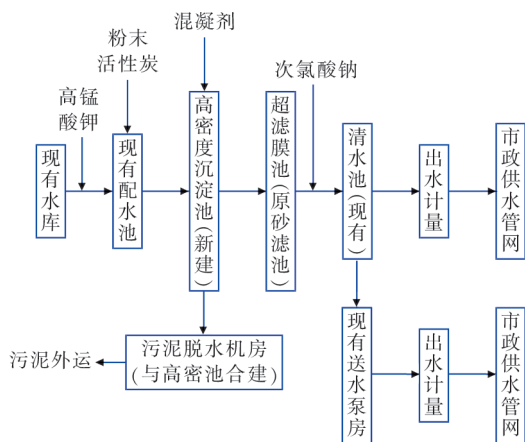 混凝剂
粉末
活性炭
次氯酸钠
高锰
酸钾
现有水库
现有配水池
高密度沉淀池(新建)
超滤膜池(原砂滤池)
清水池(现有)
出水计量
市政供水管网
污泥外运
污泥脱水机房
(与高密池合建)
现有送水泵房
出水计量
市政供水管网